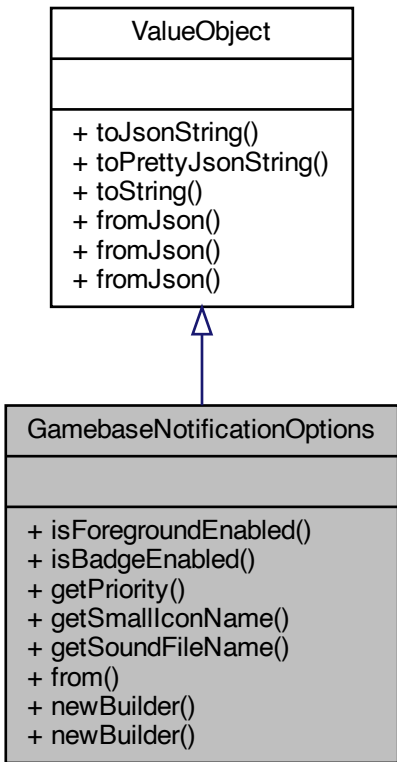 ValueObject
+ toJsonString()
+ toPrettyJsonString()
+ toString()
+ fromJson()
+ fromJson()
+ fromJson()
GamebaseNotificationOptions
+ isForegroundEnabled()
+ isBadgeEnabled()
+ getPriority()
+ getSmallIconName()
+ getSoundFileName()
+ from()
+ newBuilder()
+ newBuilder()